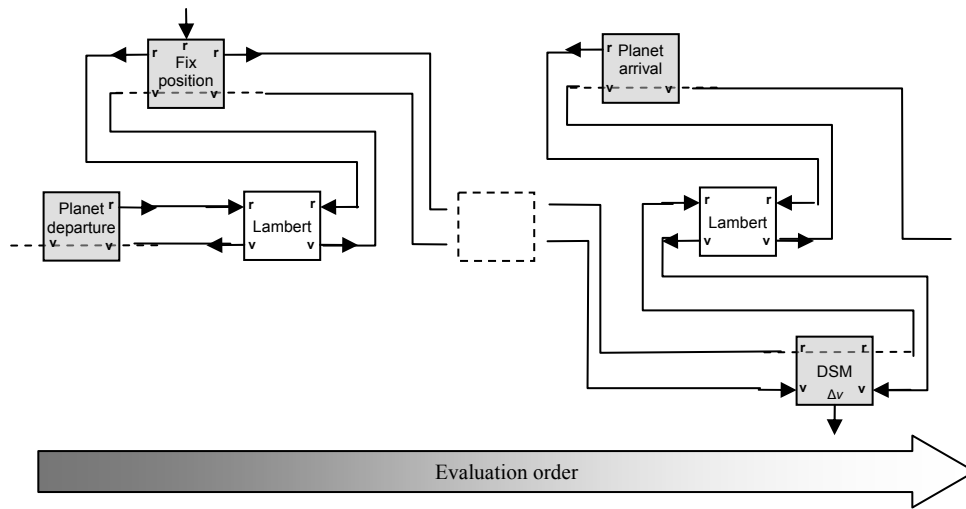 r
r r
Fix
position
v v
r Planet
arrival
v v
Planet r
departure
v v
r r
Lambert
v v
r r
Lambert
v v
r r
DSM
v v
Δv
Evaluation order